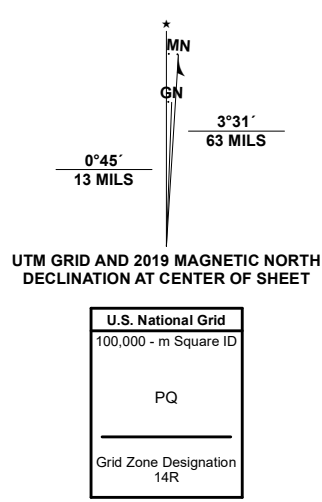 ★
MN
GN
3°31´
63 MILS
0°45´
13 MILS
UTM GRID AND 2019 MAGNETIC NORTH
DECLINATION AT CENTER OF SHEET
U.S. National Grid
100,000 - m Square ID
PQ
Grid Zone Designation
14R